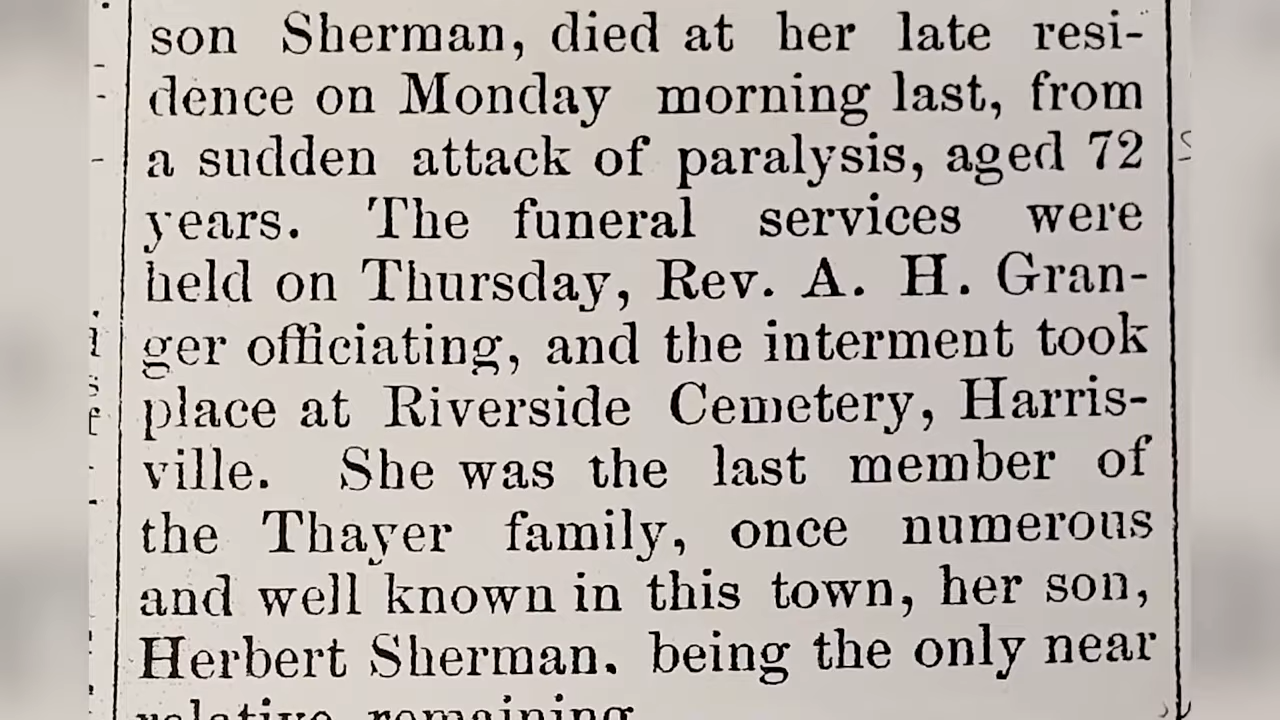 son Sherman, died at her late resi-
dence on Monday morning last, from
a sudden attack of paralysis, aged 72
years. The funeral services were
held on Thursday, Rev. A. H. Gran-
ger officiating, and the interment took
place at Riverside Cemetery, Harris-
ville. She was the last member of
the Thayer family, once numerous
and well known in this town, her son,
Herbert Sherman, being the only near
relative remaining